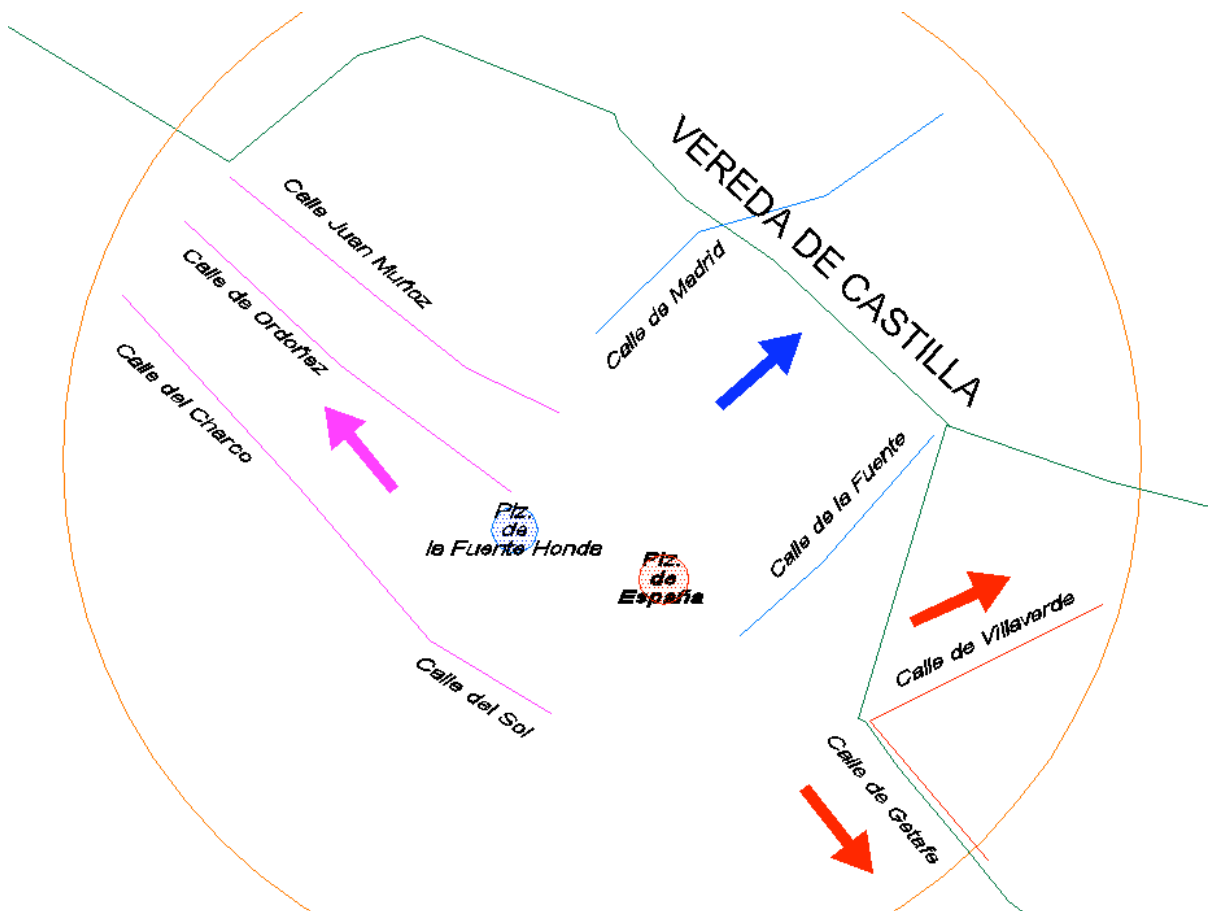 VEREDA DE CASTILLA
Calle Juan Muñoz
Calle de Ordoñez
Calle de Madrid
Calle del Charco
Calle de la Fuente
Plz.
de
la Fuente Honda
Plz.
de
España
Calle de Villaverde
Calle del Sol
Calle de Getafe